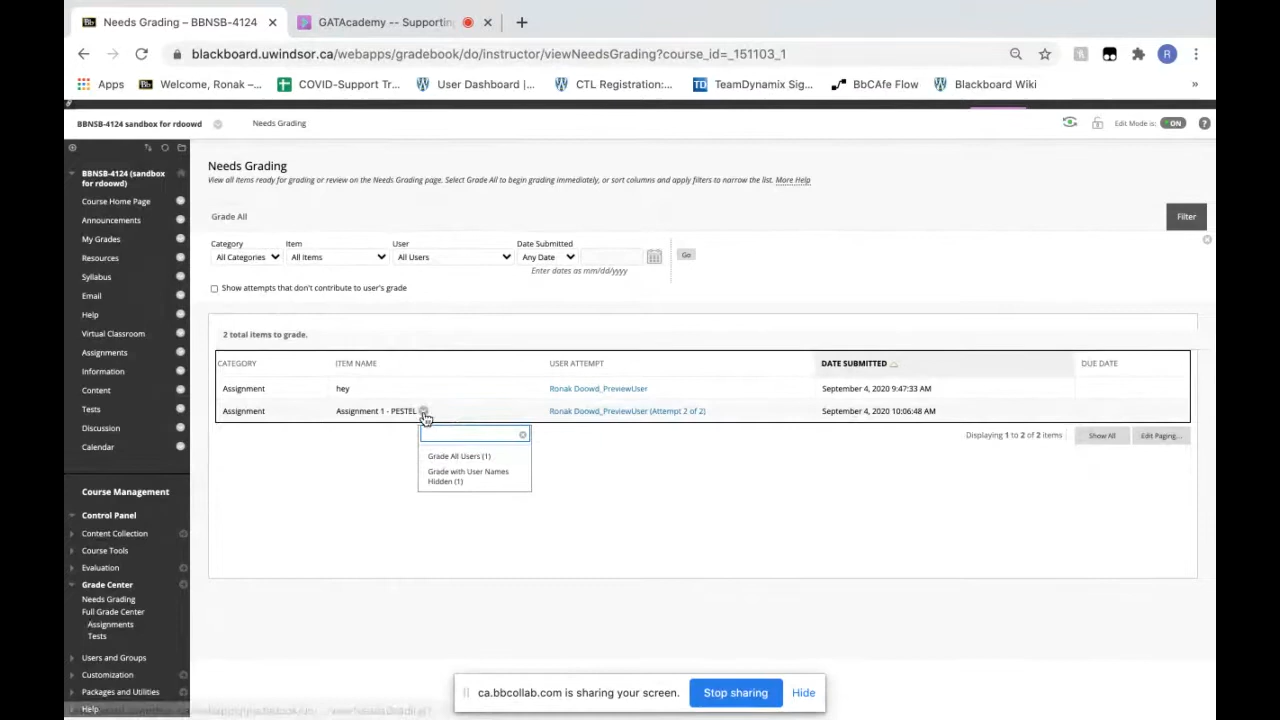 Needs Grading – BBNSB-4124
GATAcademy -- Supporting
blackboard.uwindsor.ca/webapps/gradebook/do/instructor/viewNeedsGrading?course_id=_151103_1
R
Apps
Bb Welcome, Ronak –...
COVID-Support Tr...
User Dashboard |...
CTL Registration:...
TD TeamDynamix Sig...
BbCAfe Flow
Blackboard Wiki
»
BBNSB-4124 sandbox for rdoowd
Needs Grading
Edit Mode is: ON ?
BBNSB-4124 (sandbox
for rdoowd)
Course Home Page
Announcements
My Grades
Resources
Syllabus
Email
Help
Virtual Classroom
Assignments
Information
Content
Tests
Discussion
Calendar
Course Management
Control Panel
Content Collection
Course Tools
Evaluation
Grade Center
Needs Grading
Full Grade Center
Assignments
Tests
Users and Groups
Customization
Packages and Utilities
Help
Needs Grading
View all items ready for grading or review on the Needs Grading page. Select Grade All to begin grading immediately, or sort columns and apply filters to narrow the list. More Help
Grade All
Filter
Category Item User Date Submitted
All Categories All Items All Users Any Date Go
Enter dates as mm/dd/yyyy
Show attempts that don't contribute to user's grade
2 total items to grade.
CATEGORY ITEM NAME USER ATTEMPT DATE SUBMITTED DUE DATE
Assignment hey Ronak Doowd_PreviewUser September 4, 2020 9:47:33 AM
Assignment Assignment 1 - PESTEL Ronak Doowd_PreviewUser (Attempt 2 of 2) September 4, 2020 10:06:48 AM
Displaying 1 to 2 of 2 items Show All Edit Paging...
Grade All Users (1)
Grade with User Names
Hidden (1)
ca.bbcollab.com is sharing your screen. Stop sharing Hide